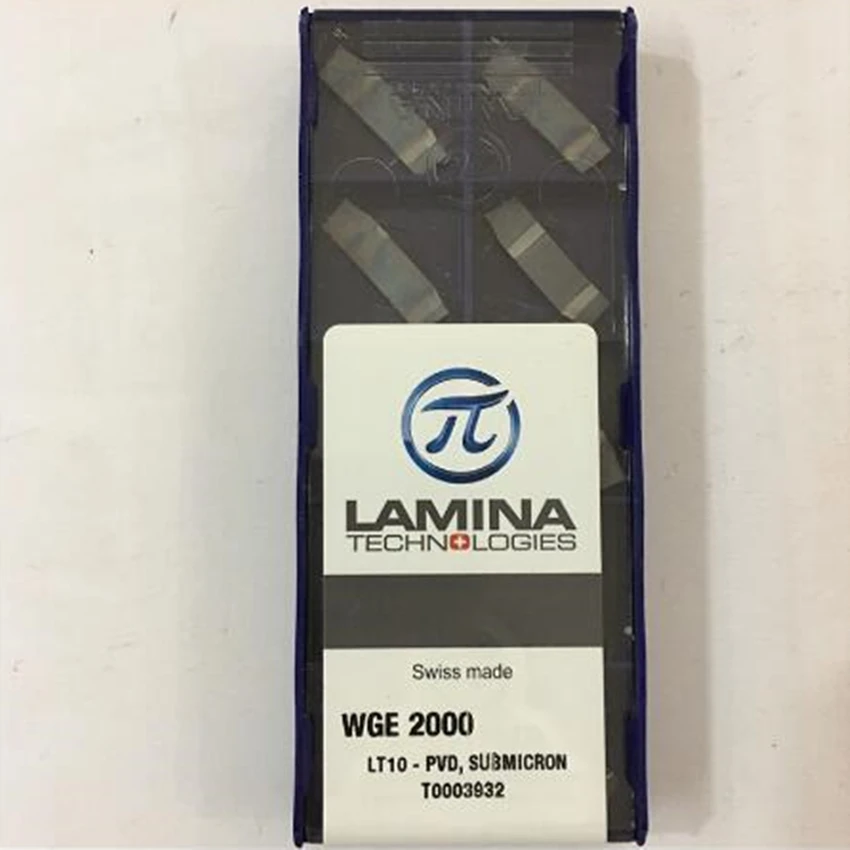 π
LAMINA
TECHNOLOGIES
Swiss made
WGE 2000
LT10 - PVD, SUBMICRON
T0003932